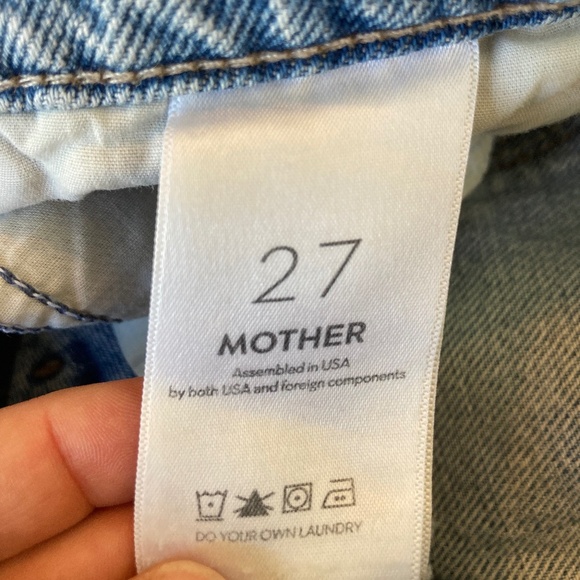 27
MOTHER
Assembled in USA
by both USA and foreign components
DO YOUR OWN LAUNDRY